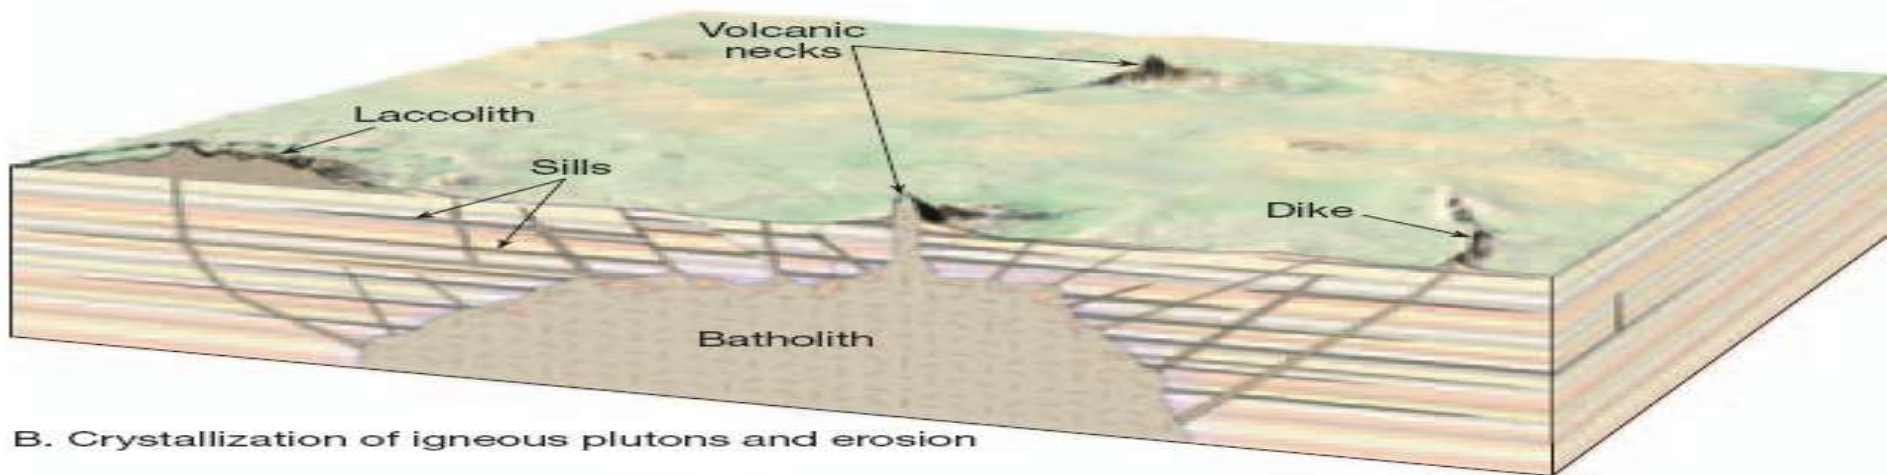 Volcanic
necks
Laccolith
Sills
Dike
Batholith
B. Crystallization of igneous plutons and erosion